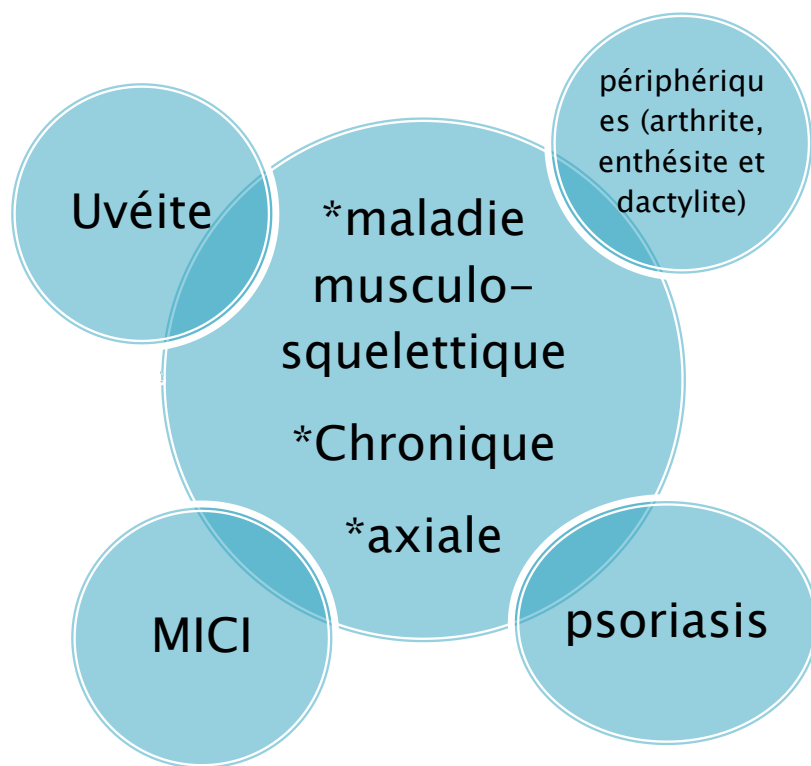 périphériqu
es (arthrite,
enthésite et
dactylite)
Uvéite
*maladie
musculo-
squelettique
*Chronique
*axiale
MICI
psoriasis